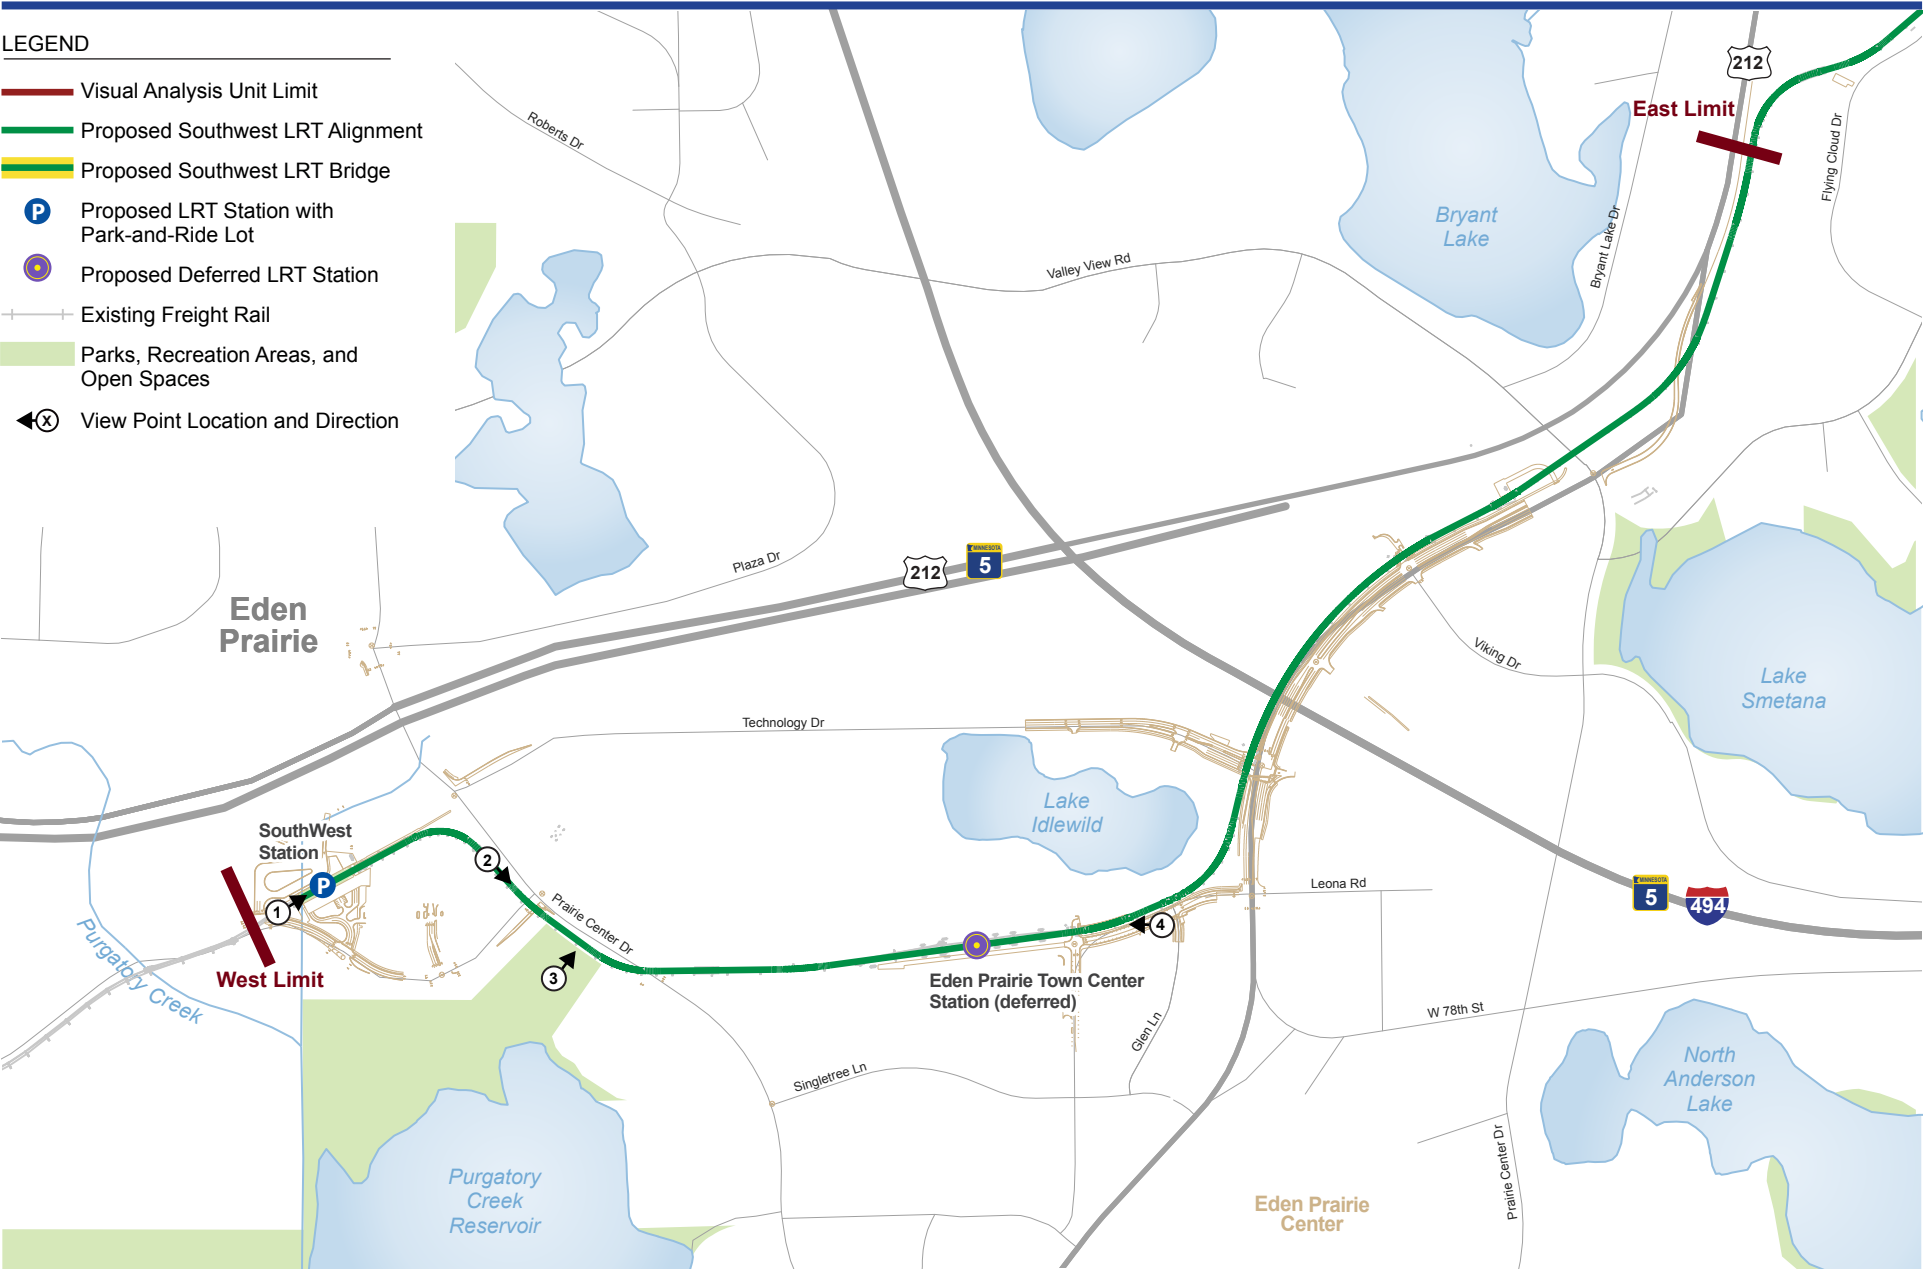 LEGEND
Visual Analysis Unit Limit
Proposed Southwest LRT Alignment
Proposed Southwest LRT Bridge
P
Proposed LRT Station with
Park-and-Ride Lot
Proposed Deferred LRT Station
Existing Freight Rail
Parks, Recreation Areas, and
Open Spaces
X
View Point Location and Direction
212
East Limit
Flying Cloud Dr
Roberts Dr
Bryant
Lake
Bryant Lake Dr
Valley View Rd
Plaza Dr
212
MINNESOTA
5
Eden
Prairie
Viking Dr
Lake
Smetana
Technology Dr
Lake
Idlewild
SouthWest
Station
P
1
2
3
4
Prairie Center Dr
Leona Rd
MINNESOTA
5
494
West Limit
Purgatory Creek
Eden Prairie Town Center
Station (deferred)
Glen Ln
W 78th St
Singletree Ln
North
Anderson
Lake
Prairie Center Dr
Purgatory
Creek
Reservoir
Eden Prairie
Center